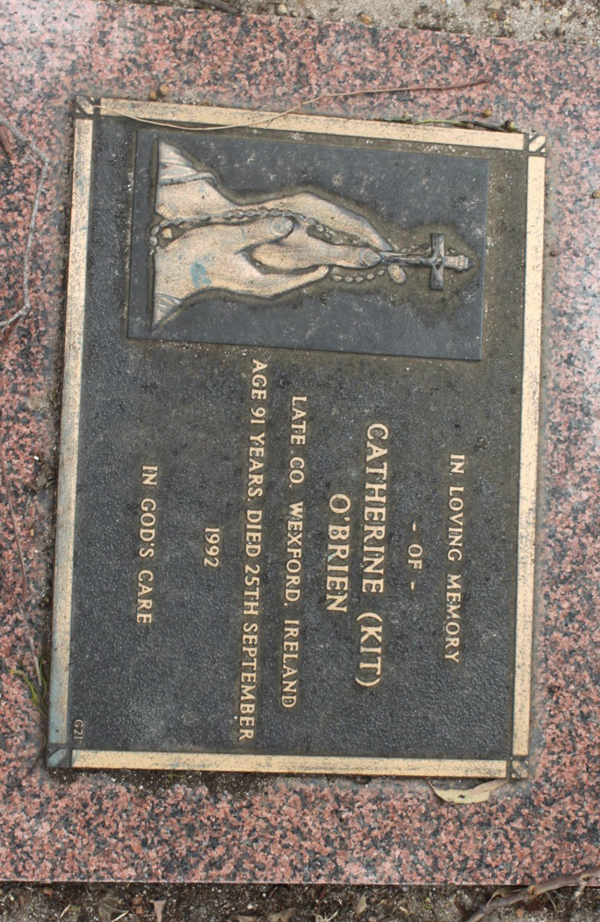 IN LOVING MEMORY
- OF -
CATHERINE (KIT)
O'BRIEN
LATE CO. WEXFORD, IRELAND
AGE 91 YEARS, DIED 25TH SEPTEMBER
1992
IN GOD'S CARE
G21